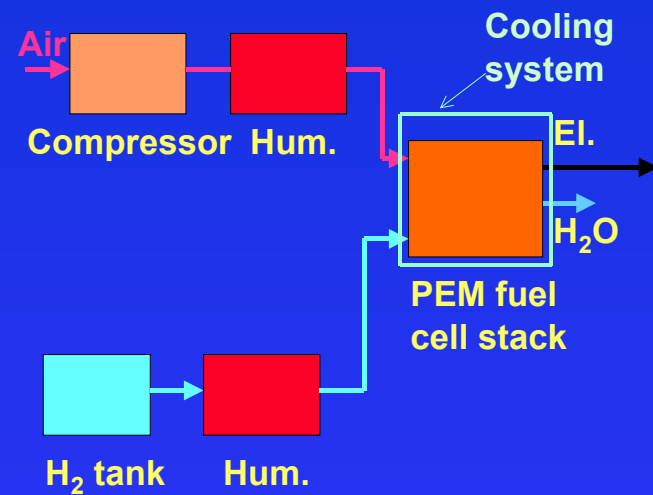 Air
Cooling
system
Compressor Hum.
El.
H₂O
PEM fuel
cell stack
H₂ tank
Hum.